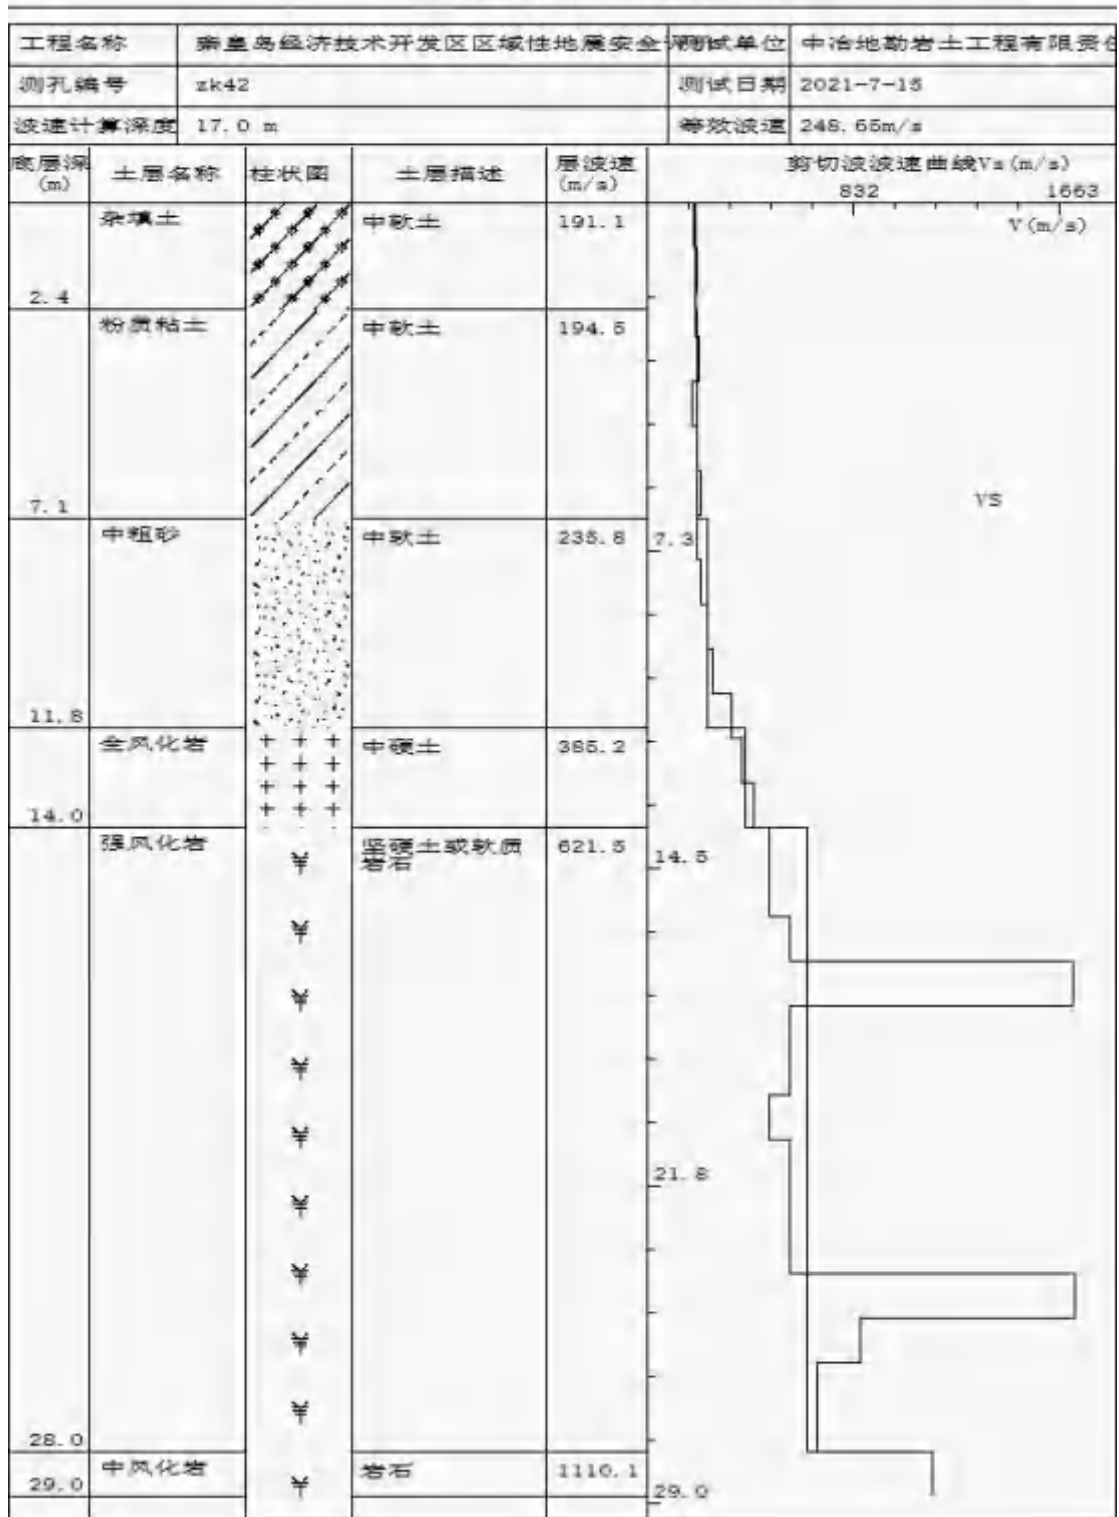 工程名称 秦皇岛经济技术开发区区域性地震安全 测试单位 中冶地勘岩土工程有限责任
测孔编号 zk42 测试日期 2021-7-15
波速计算深度 17.0 m 等效波速 248.65m/s
底层深 土层名称 柱状图 土层描述 层波速 剪切波波速曲线Vs(m/s)
(m) (m/s) 832 1663
V(m/s)
杂填土 中软土 191.1
2.4
粉质粘土 中软土 194.5
7.1
VS
中粗砂 中软土 235.8 7.3
11.8
全风化岩 中硬土 385.2
14.0
强风化岩 坚硬土或软质 621.5 14.5
岩石
21.8
28.0
中风化岩 岩石 1110.1
29.0 29.0